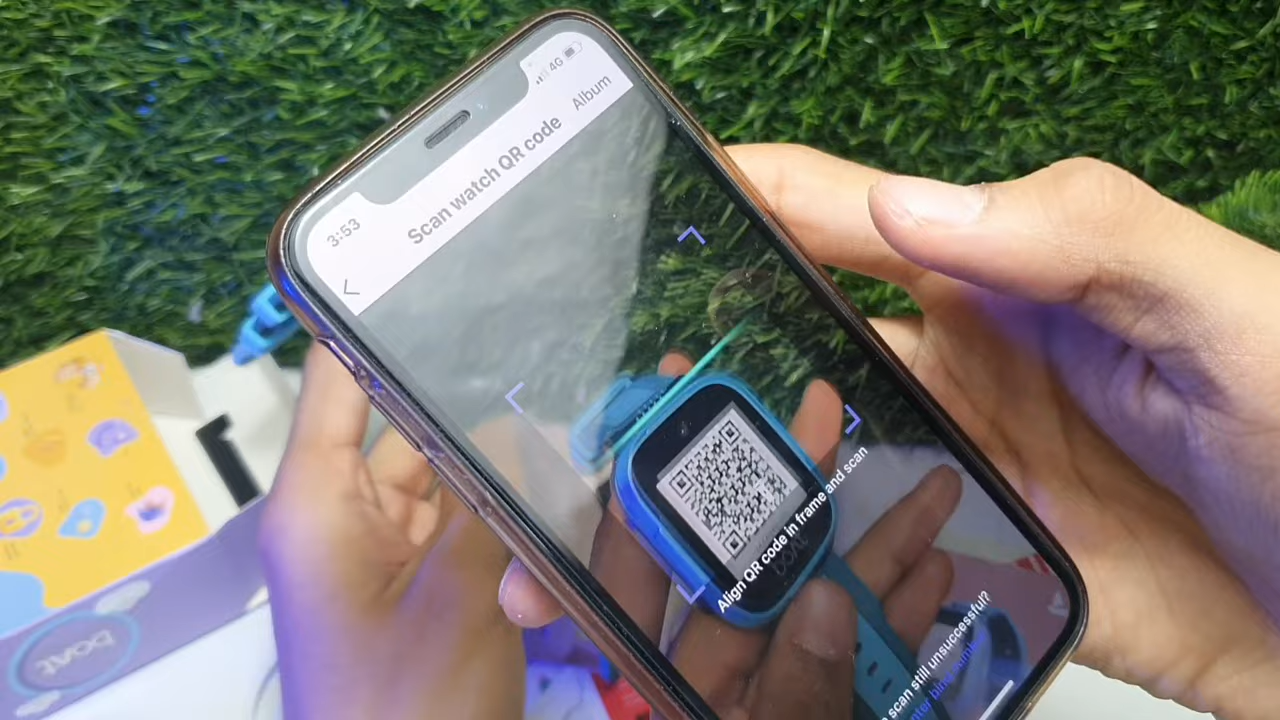 3:53
4G
Scan watch QR code
Album
Align QR code in frame and scan
scan still unsuccessful?
boAt
boAt